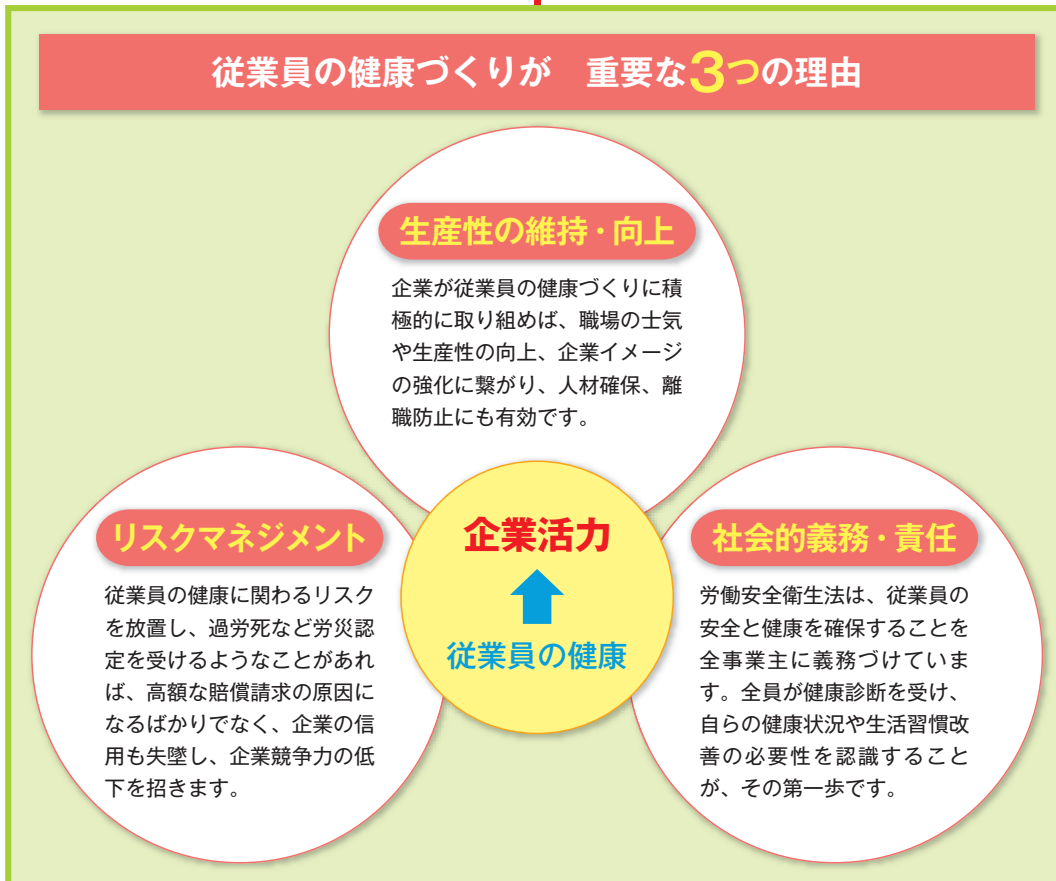 従業員の健康づくりが　重要な3つの理由
生産性の維持・向上
企業が従業員の健康づくりに積
極的に取り組めば、職場の士気
や生産性の向上、企業イメージ
の強化に繋がり、人材確保、離
職防止にも有効です。
企業活力
従業員の健康
リスクマネジメント
従業員の健康に関わるリスク
を放置し、過労死など労災認
定を受けるようなことがあれ
ば、高額な賠償請求の原因に
なるばかりでなく、企業の信
用も失墜し、企業競争力の低
下を招きます。
社会的義務・責任
労働安全衛生法は、従業員の
安全と健康を確保することを
全事業主に義務づけていま
す。全員が健康診断を受け、
自らの健康状況や生活習慣改
善の必要性を認識すること
が、その第一歩です。